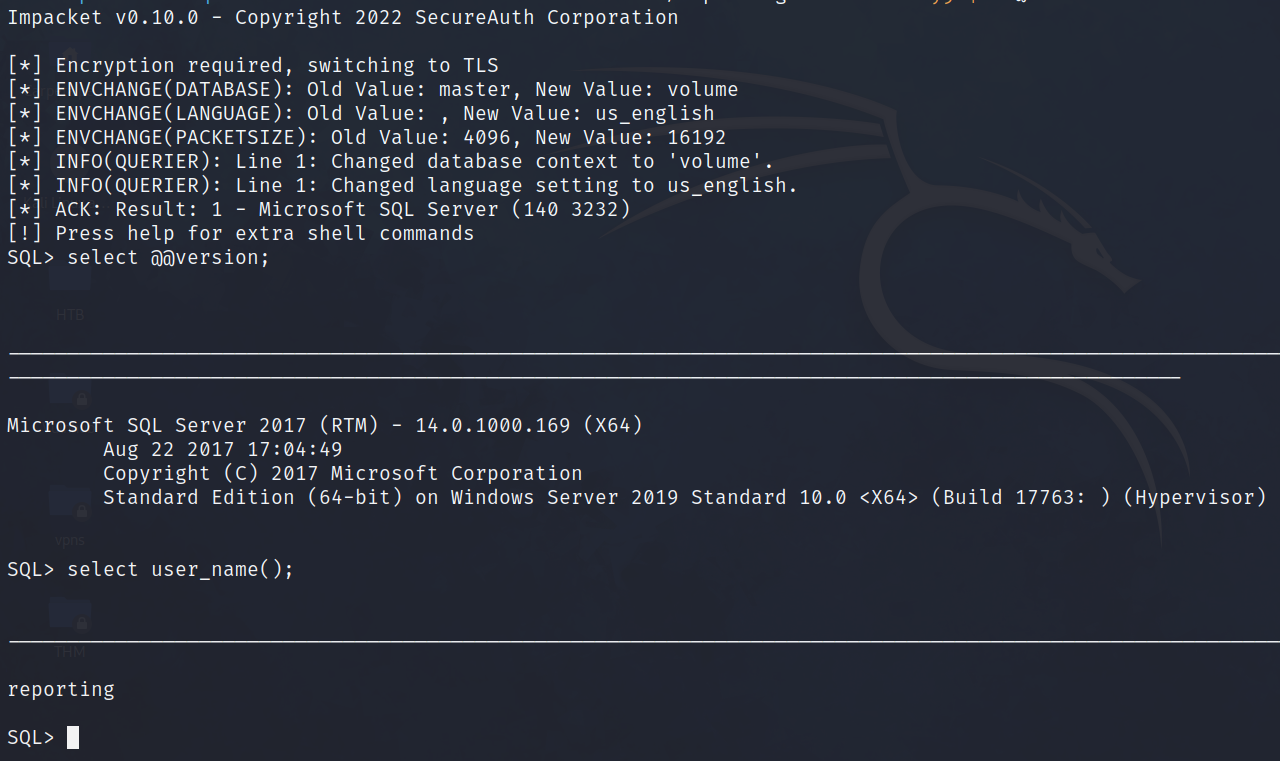 Impacket v0.10.0 - Copyright 2022 SecureAuth Corporation
[*] Encryption required, switching to TLS
[*] ENVCHANGE(DATABASE): Old Value: master, New Value: volume
[*] ENVCHANGE(LANGUAGE): Old Value: , New Value: us_english
[*] ENVCHANGE(PACKETSIZE): Old Value: 4096, New Value: 16192
[*] INFO(QUERIER): Line 1: Changed database context to 'volume'.
[*] INFO(QUERIER): Line 1: Changed language setting to us_english.
[*] ACK: Result: 1 - Microsoft SQL Server (140 3232)
[!] Press help for extra shell commands
SQL> select @@version;
HTB
Microsoft SQL Server 2017 (RTM) - 14.0.1000.169 (X64)
Aug 22 2017 17:04:49
Copyright (C) 2017 Microsoft Corporation
Standard Edition (64-bit) on Windows Server 2019 Standard 10.0 <X64> (Build 17763: ) (Hypervisor)
vpns
SQL> select user_name();
THM
reporting
SQL>